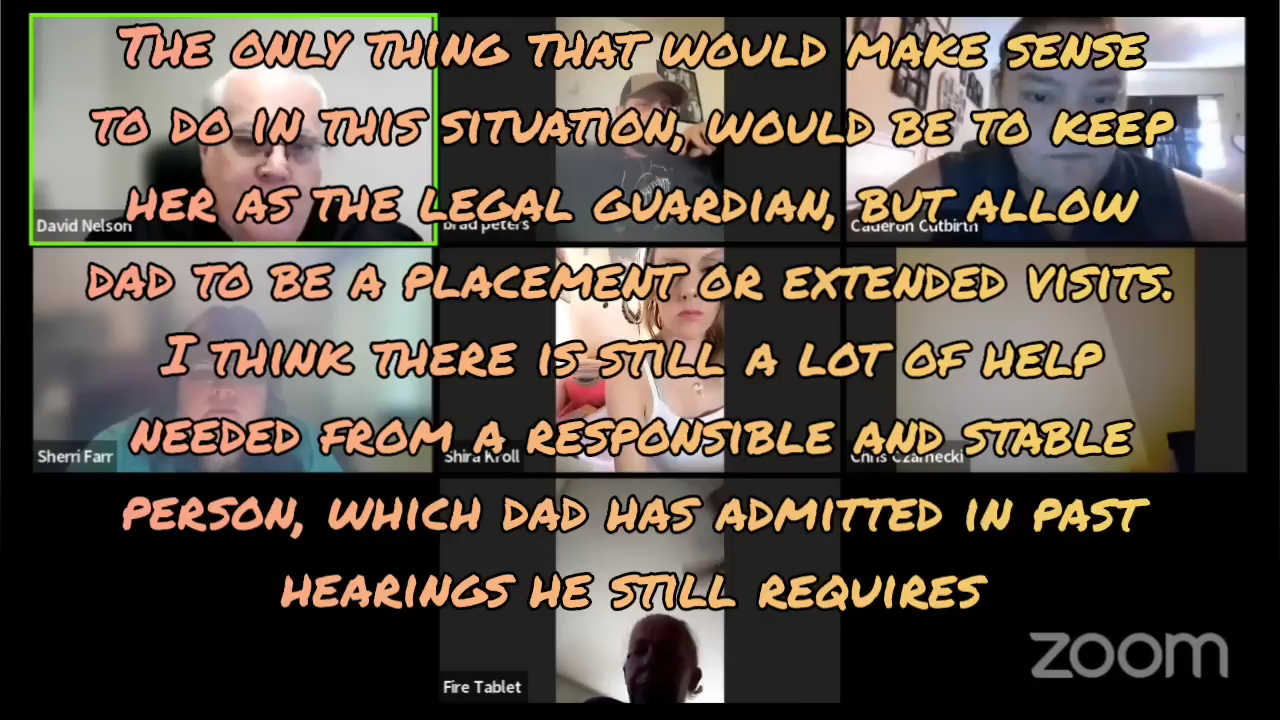 THE ONLY THING THAT WOULD MAKE SENSE
TO DO IN THIS SITUATION, WOULD BE TO KEEP
HER AS THE LEGAL GUARDIAN, BUT ALLOW
David Nelson
brad peters
Caderon Cutbirth
DAD TO BE A PLACEMENT OR EXTENDED VISITS.
I THINK THERE IS STILL A LOT OF HELP
NEEDED FROM A RESPONSIBLE AND STABLE
Sherri Farr
Shira Kroll
Chris Czarnecki
PERSON, WHICH DAD HAS ADMITTED IN PAST
HEARINGS HE STILL REQUIRES
zoom
Fire Tablet